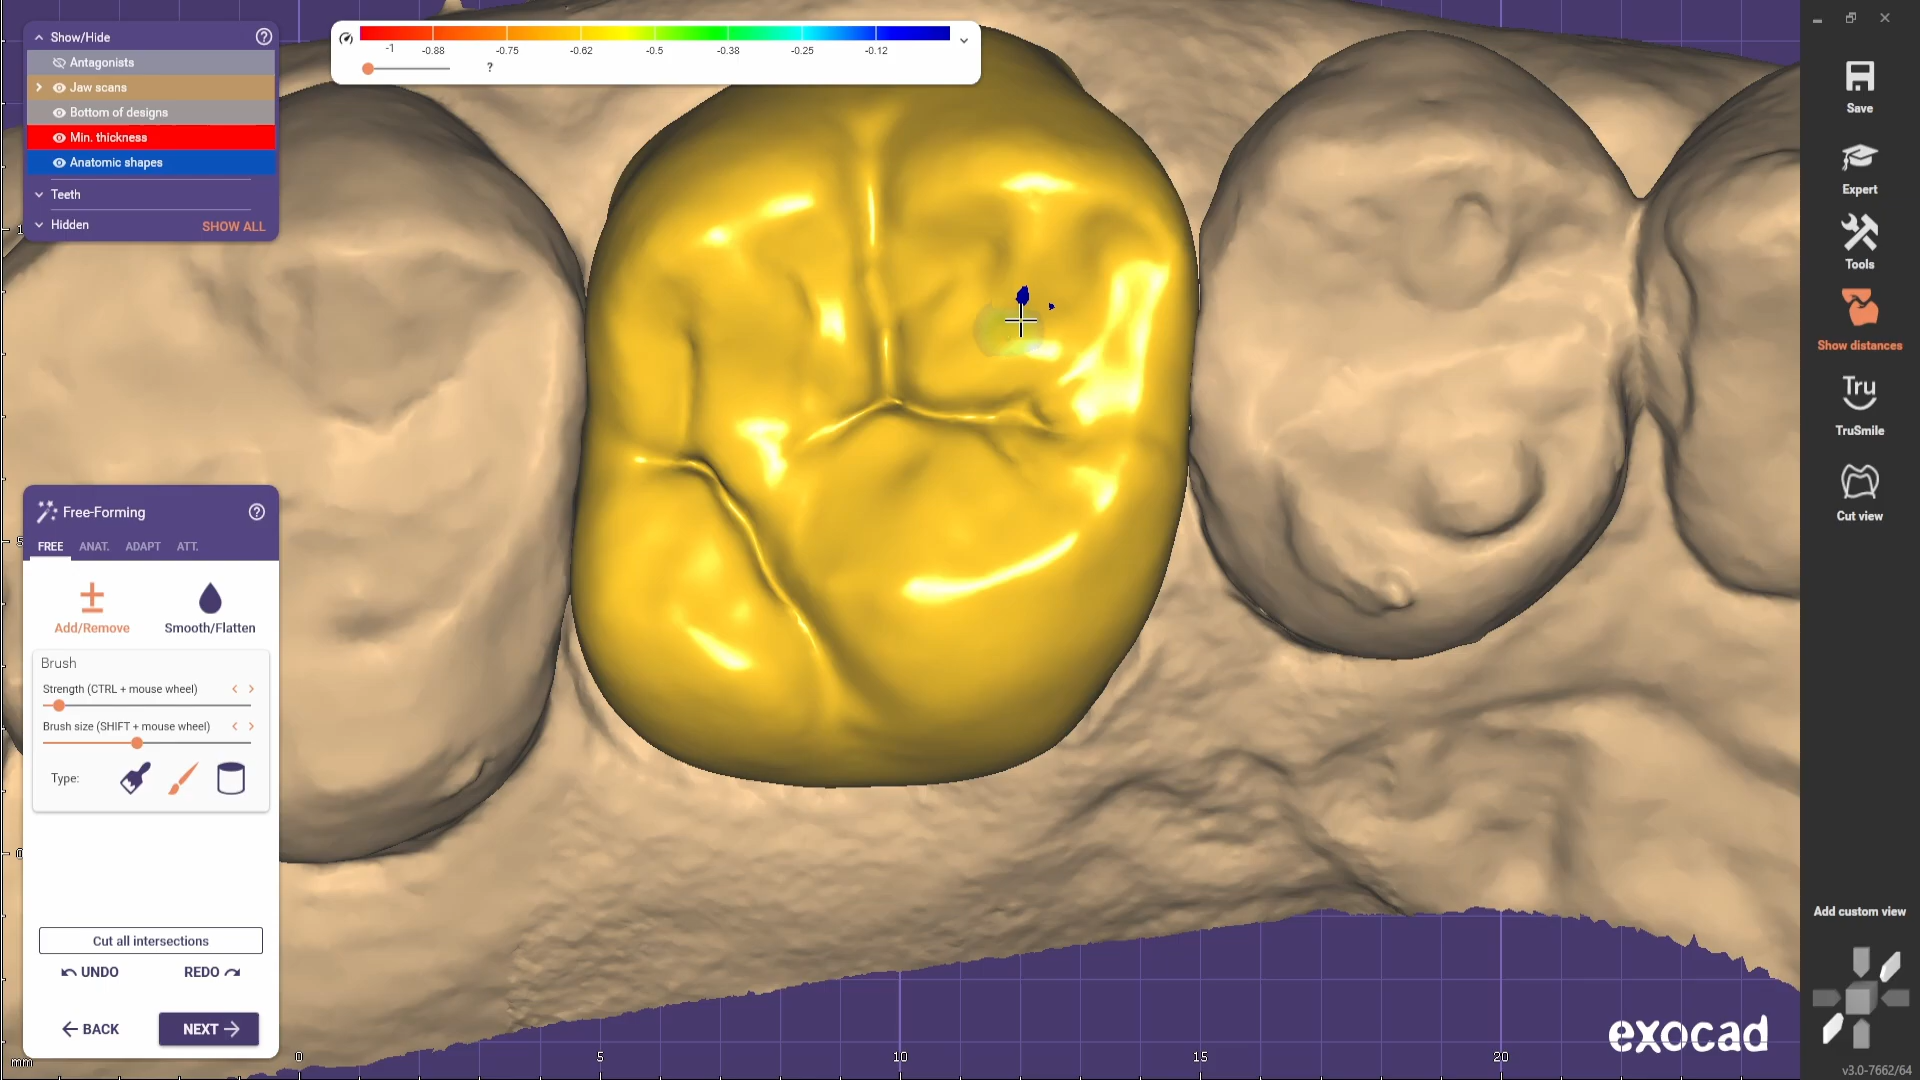 Show/Hide
Antagonists
Jaw scans
Bottom of designs
Min. thickness
Anatomic shapes
Teeth
Hidden SHOW ALL
-1 -0.88 -0.75 -0.62 -0.5 -0.38 -0.25 -0.12
?
Save
Expert
Tools
Show distances
Tru
TruSmile
Cut view
Free-Forming
FREE ANAT. ADAPT ATT.
Add/Remove Smooth/Flatten
Brush
Strength (CTRL + mouse wheel)
Brush size (SHIFT + mouse wheel)
Type:
Cut all intersections
UNDO REDO
BACK NEXT
Add custom view
exocad
mm 0 5 10 15 20
v3.0-7662/64